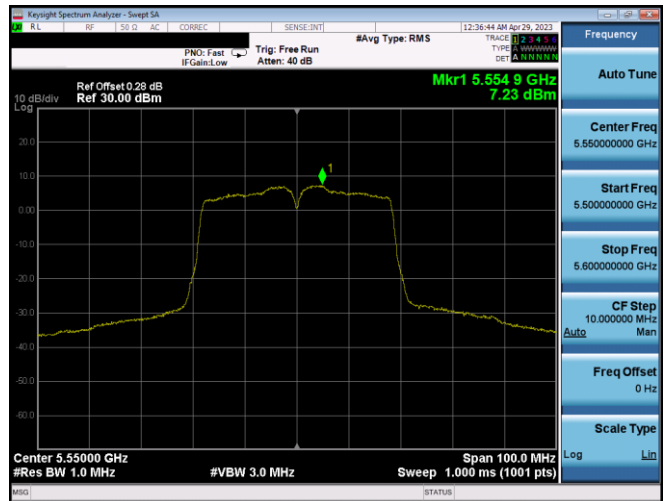 Keysight Spectrum Analyzer - Swept SA
RL RF 50 Ω AC CORREC SENSE:INT 12:36:44 AM Apr 29, 2023
#Avg Type: RMS
TRACE 1 2 3 4 5 6
PNO: Fast Trig: Free Run TYPE A WWWWW
IFGain:Low Atten: 40 dB DET A N N N N N
Mkr1 5.554 9 GHz
Ref Offset 0.28 dB
10 dB/div Ref 30.00 dBm 7.23 dBm
Log
20.0
10.0
0.00
-10.0
-20.0
-30.0
-40.0
-50.0
-60.0
1
Center 5.55000 GHz Span 100.0 MHz
#Res BW 1.0 MHz #VBW 3.0 MHz Sweep 1.000 ms (1001 pts)
MSG STATUS
Frequency
Auto Tune
Center Freq
5.550000000 GHz
Start Freq
5.500000000 GHz
Stop Freq
5.600000000 GHz
CF Step
10.000000 MHz
Auto Man
Freq Offset
0 Hz
Scale Type
Log Lin